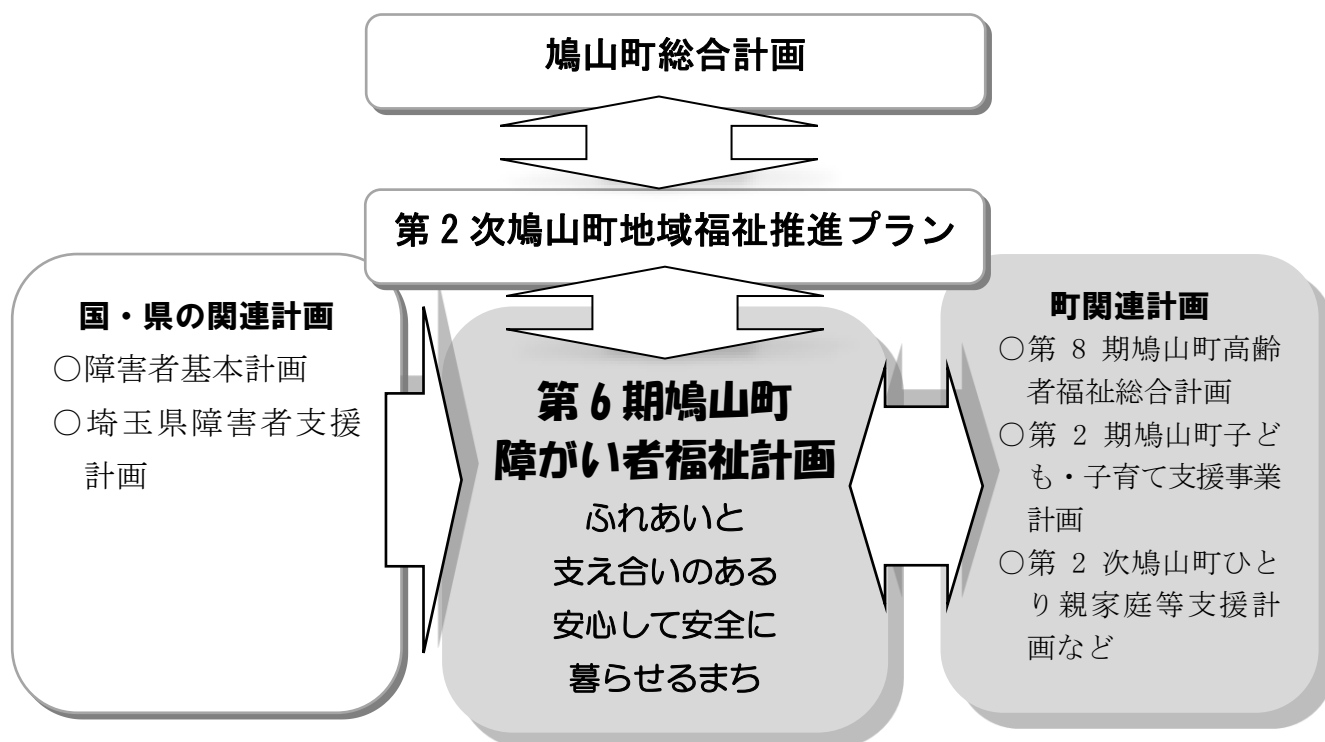 鳩山町総合計画
第2次鳩山町地域福祉推進プラン
国・県の関連計画
○障害者基本計画
○埼玉県障害者支援
計画
第6期鳩山町
障がい者福祉計画
ふれあいと
支え合いのある
安心して安全に
暮らせるまち
町関連計画
○第 8 期鳩山町高齢
者福祉総合計画
○第 2 期鳩山町子ど
も・子育て支援事業
計画
○第 2 次鳩山町ひと
り親家庭等支援計
画など